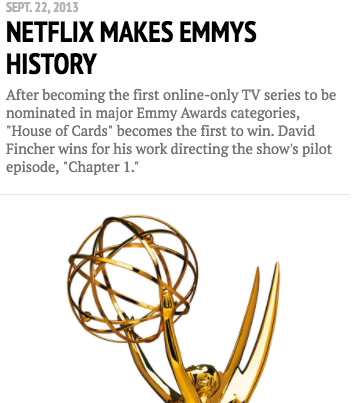 SEPT. 22, 2013
NETFLIX MAKES EMMYS
HISTORY
After becoming the first online-only TV series to be
nominated in major Emmy Awards categories,
"House of Cards" becomes the first to win. David
Fincher wins for his work directing the show's pilot
episode, "Chapter 1."